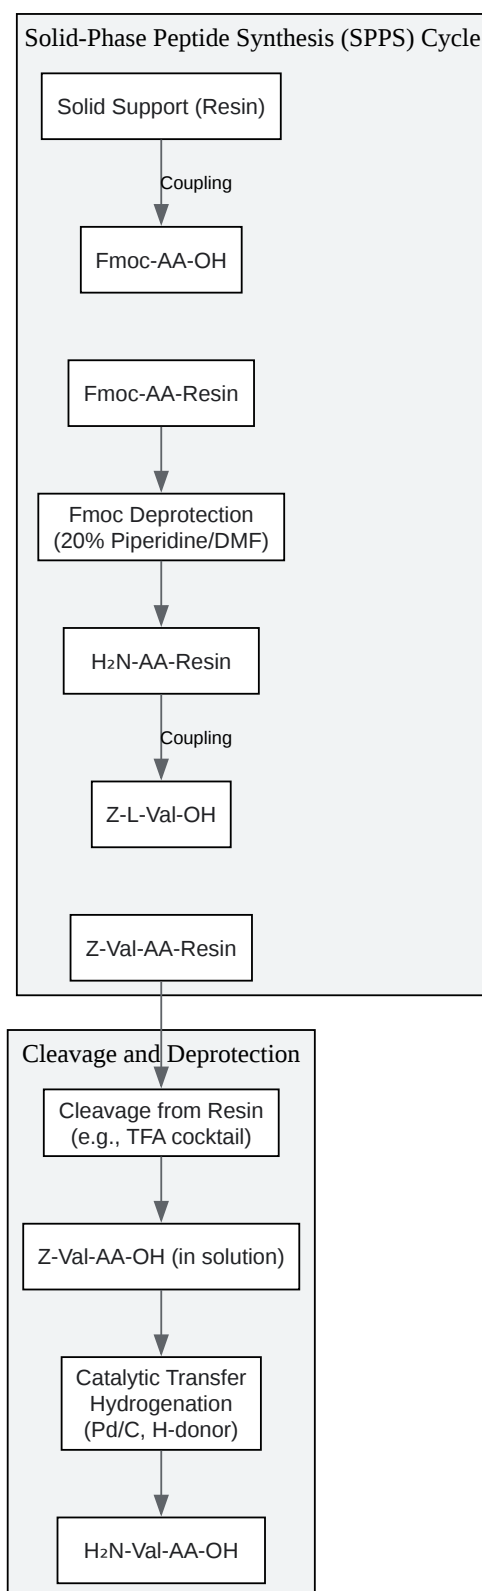 Solid-Phase Peptide Synthesis (SPPS) Cycle
Solid Support (Resin)
Coupling
Fmoc-AA-OH
Fmoc-AA-Resin
Fmoc Deprotection
(20% Piperidine/DMF)
H₂N-AA-Resin
Coupling
Z-L-Val-OH
Z-Val-AA-Resin
Cleavage and Deprotection
Cleavage from Resin
(e.g., TFA cocktail)
Z-Val-AA-OH (in solution)
Catalytic Transfer
Hydrogenation
(Pd/C, H-donor)
H₂N-Val-AA-OH